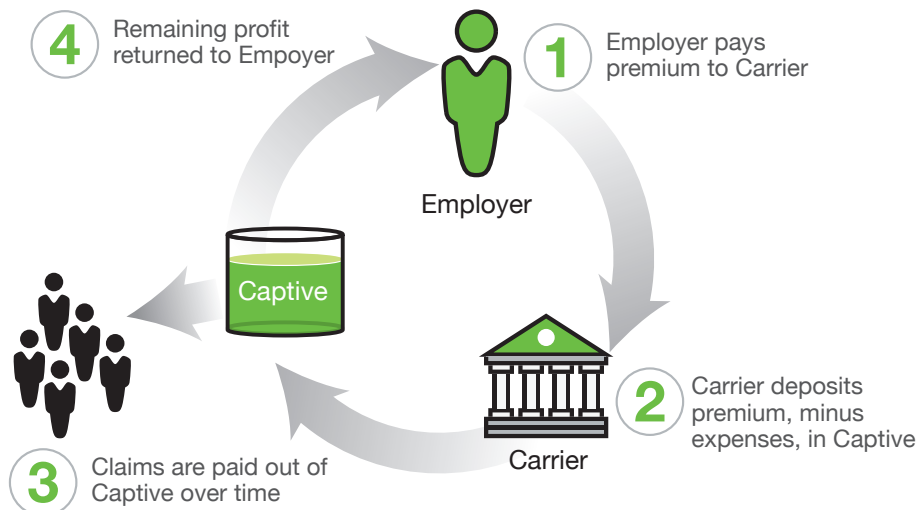 4
Remaining profit
returned to Empoyer
1
Employer pays
premium to Carrier
Employer
Captive
2
Carrier deposits
premium, minus
expenses, in Captive
Carrier
3
Claims are paid out of
Captive over time